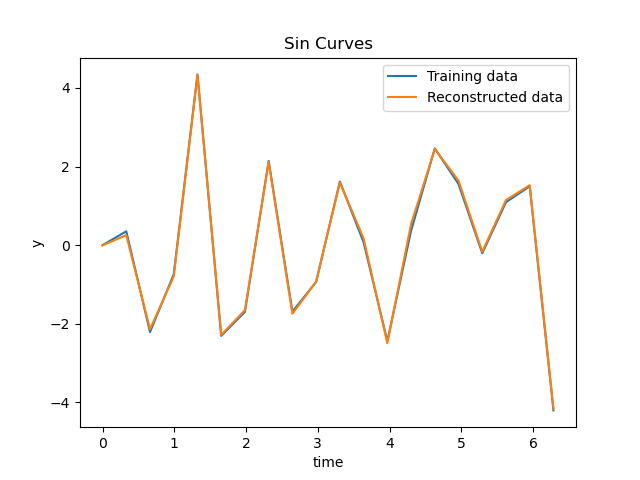 Sin Curves
Training data
Reconstructed data
4
2
0
−2
−4
y
0 1 2 3 4 5 6
time